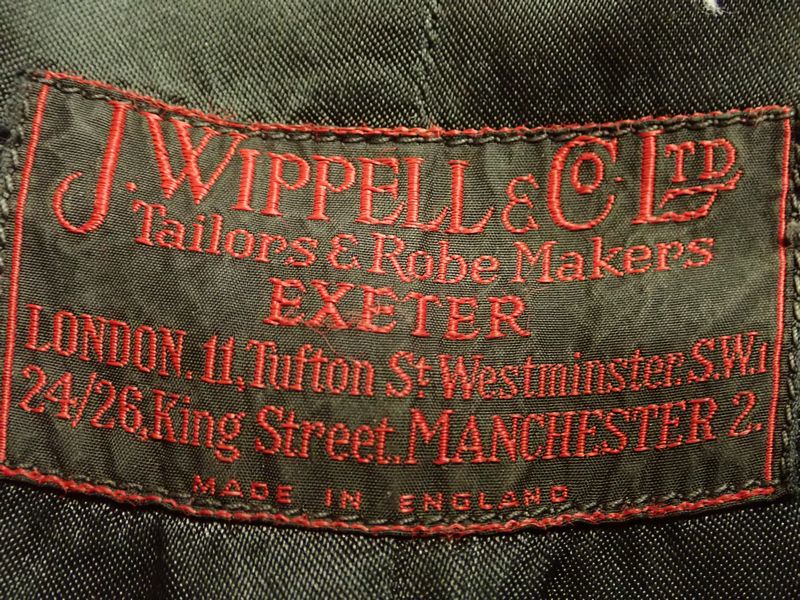 J. WIPPELL & CO. LTD
Tailors & Robe Makers
EXETER
LONDON. 11, Tufton St. Westminster. S.W.1
24/26, King Street. MANCHESTER 2.
MADE IN ENGLAND